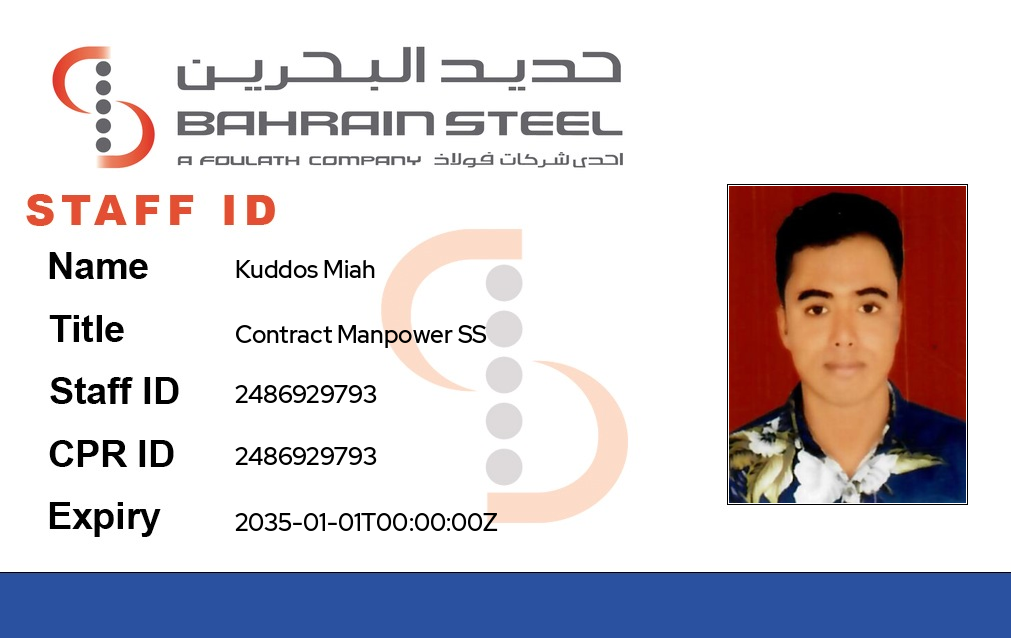 حديد البحرين
BAHRAIN STEEL
A FOULATH COMPANY احدى شركات فولاذ
STAFF ID
Name Kuddos Miah
Title Contract Manpower SS
Staff ID 2486929793
CPR ID 2486929793
Expiry 2035-01-01T00:00:00Z